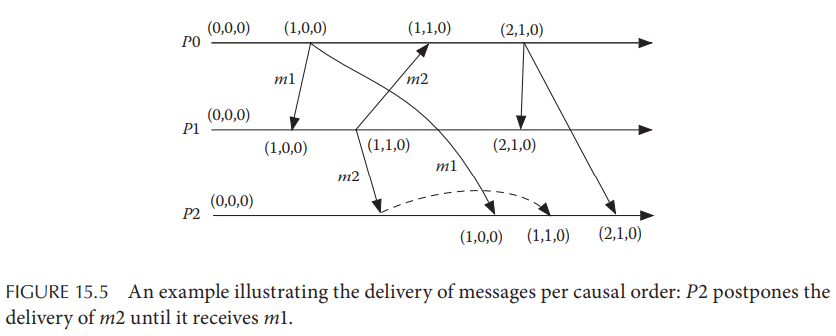 P0 (0,0,0) (1,0,0) (1,1,0) (2,1,0)
m1 m2
P1 (0,0,0)
(1,0,0) (1,1,0) (2,1,0)
m2 m1
P2 (0,0,0)
(1,0,0) (1,1,0) (2,1,0)
FIGURE 15.5 An example illustrating the delivery of messages per causal order: P2 postpones the
delivery of m2 until it receives m1.